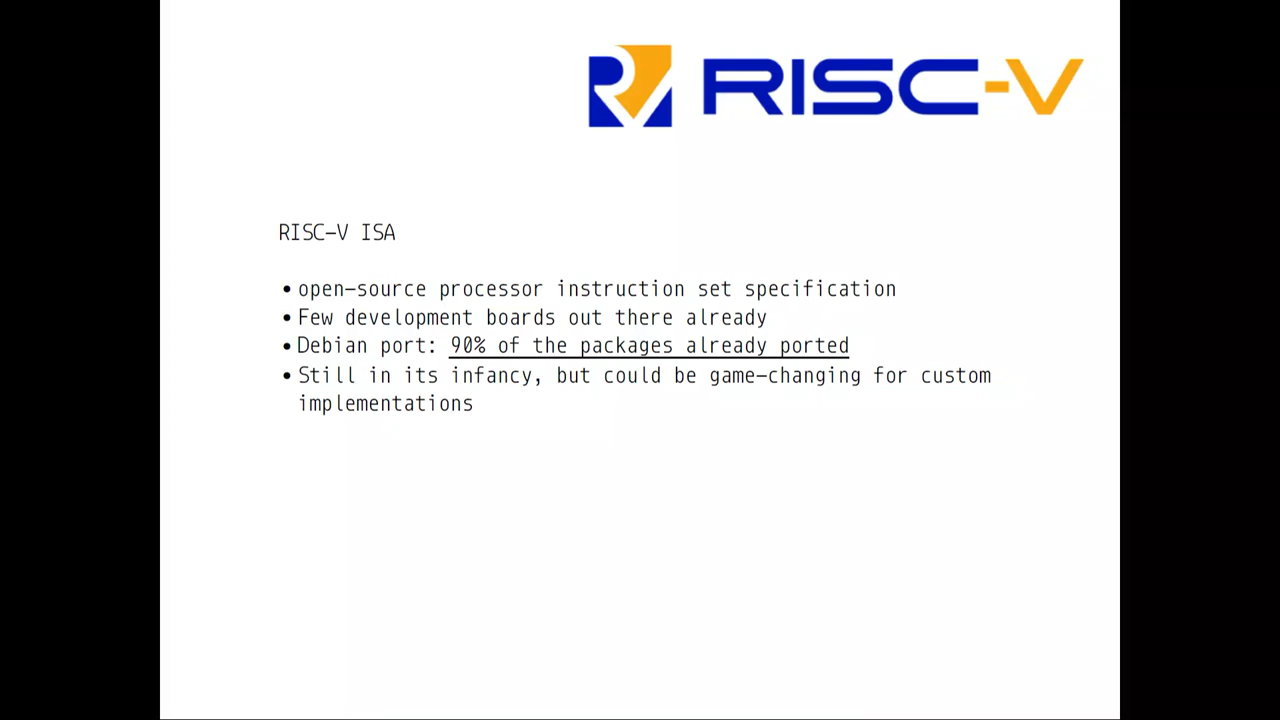 RISC-V
RISC-V ISA
•open-source processor instruction set specification
•Few development boards out there already
•Debian port: 90% of the packages already ported
•Still in its infancy, but could be game-changing for custom
implementations